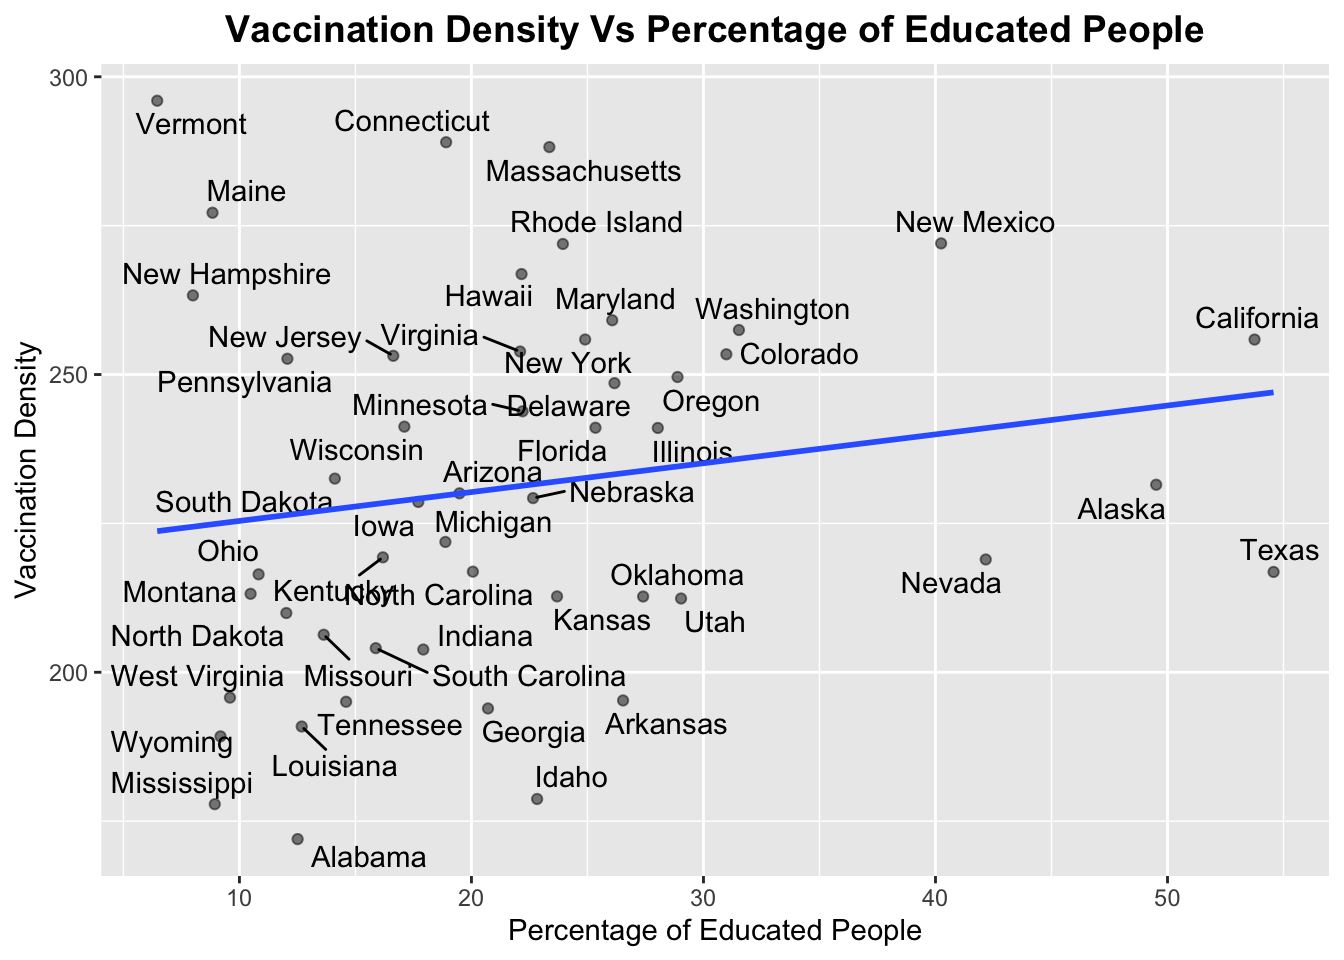 Vaccination Density Vs Percentage of Educated People
300
Connecticut
Vermont
Massachusetts
Maine
Rhode Island
New Mexico
New Hampshire
Hawaii
Maryland
Washington
California
New Jersey
Virginia
Colorado
New York
250
Pennsylvania
Oregon
Minnesota
Delaware
Wisconsin
Florida
Illinois
Arizona
Nebraska
South Dakota
Alaska
Iowa
Michigan
Ohio
Texas
Oklahoma
Nevada
Montana
Kentucky
North Carolina
Kansas
Utah
North Dakota
Indiana
200
West Virginia
Missouri
South Carolina
Tennessee
Georgia
Arkansas
Wyoming
Louisiana
Idaho
Mississippi
Alabama
10
20
30
40
50
Percentage of Educated People
Vaccination Density